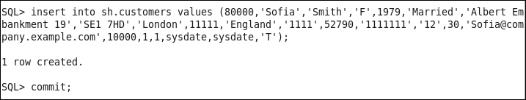 SQL> insert into sh.customers values (80000,'Sofia','Smith','F',1979,'Married','Albert Em
bankment 19','SE1 7HD','London',11111,'England','1111',52790,'1111111','12',30,'Sofia@com
pany.example.com',10000,1,1,sysdate,sysdate,'T');
1 row created.
SQL> commit;